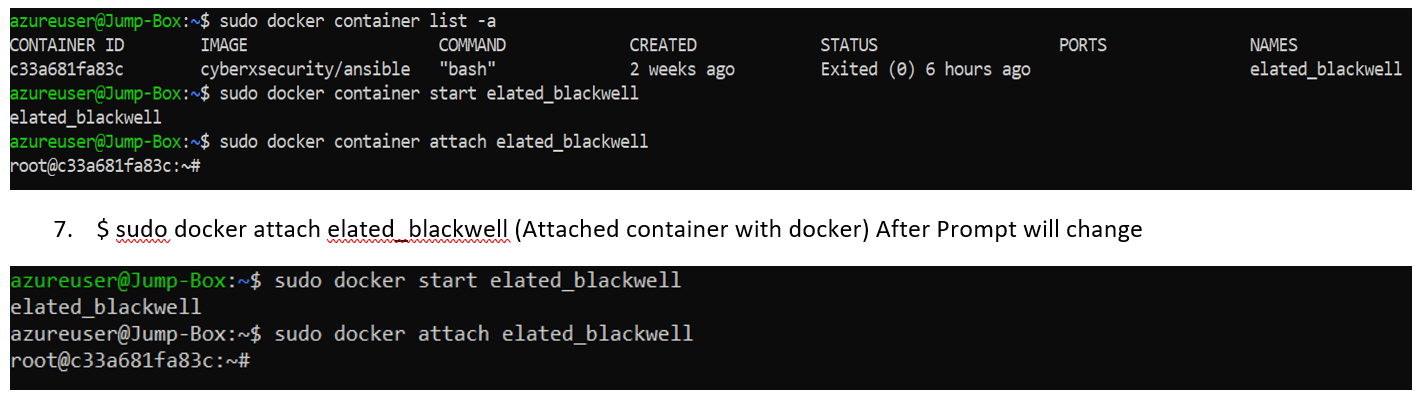 azureuser@Jump-Box:~$ sudo docker container list -a
CONTAINER ID IMAGE COMMAND CREATED STATUS PORTS NAMES
c33a681fa83c cyberxsecurity/ansible "bash" 2 weeks ago Exited (0) 6 hours ago elated_blackwell
azureuser@Jump-Box:~$ sudo docker container start elated_blackwell
elated_blackwell
azureuser@Jump-Box:~$ sudo docker container attach elated_blackwell
root@c33a681fa83c:~#
7. $ sudo docker attach elated_blackwell (Attached container with docker) After Prompt will change
azureuser@Jump-Box:~$ sudo docker start elated_blackwell
elated_blackwell
azureuser@Jump-Box:~$ sudo docker attach elated_blackwell
root@c33a681fa83c:~#